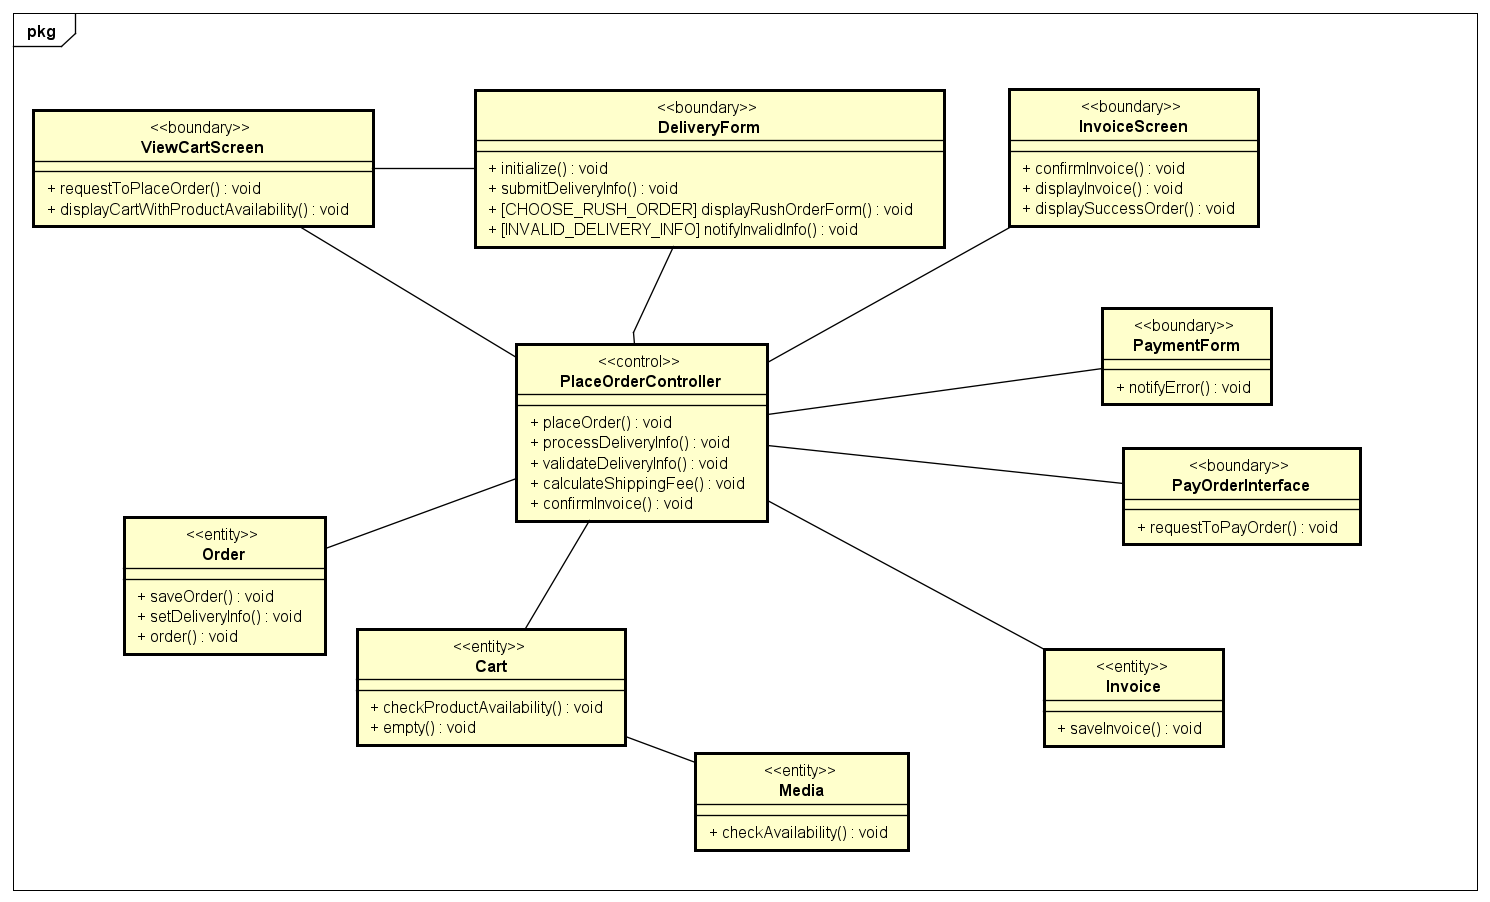 pkg
<<boundary>>
ViewCartScreen
+ requestToPlaceOrder() : void
+ displayCartWithProductAvailability() : void
<<boundary>>
DeliveryForm
+ initialize() : void
+ submitDeliveryInfo() : void
+ [CHOOSE_RUSH_ORDER] displayRushOrderForm() : void
+ [INVALID_DELIVERY_INFO] notifyInvalidInfo() : void
<<boundary>>
InvoiceScreen
+ confirmInvoice() : void
+ displayInvoice() : void
+ displaySuccessOrder() : void
<<boundary>>
PaymentForm
+ notifyError() : void
<<control>>
PlaceOrderController
+ placeOrder() : void
+ processDeliveryInfo() : void
+ validateDeliveryInfo() : void
+ calculateShippingFee() : void
+ confirmInvoice() : void
<<boundary>>
PayOrderInterface
+ requestToPayOrder() : void
<<entity>>
Order
+ saveOrder() : void
+ setDeliveryInfo() : void
+ order() : void
<<entity>>
Cart
+ checkProductAvailability() : void
+ empty() : void
<<entity>>
Invoice
+ saveInvoice() : void
<<entity>>
Media
+ checkAvailability() : void